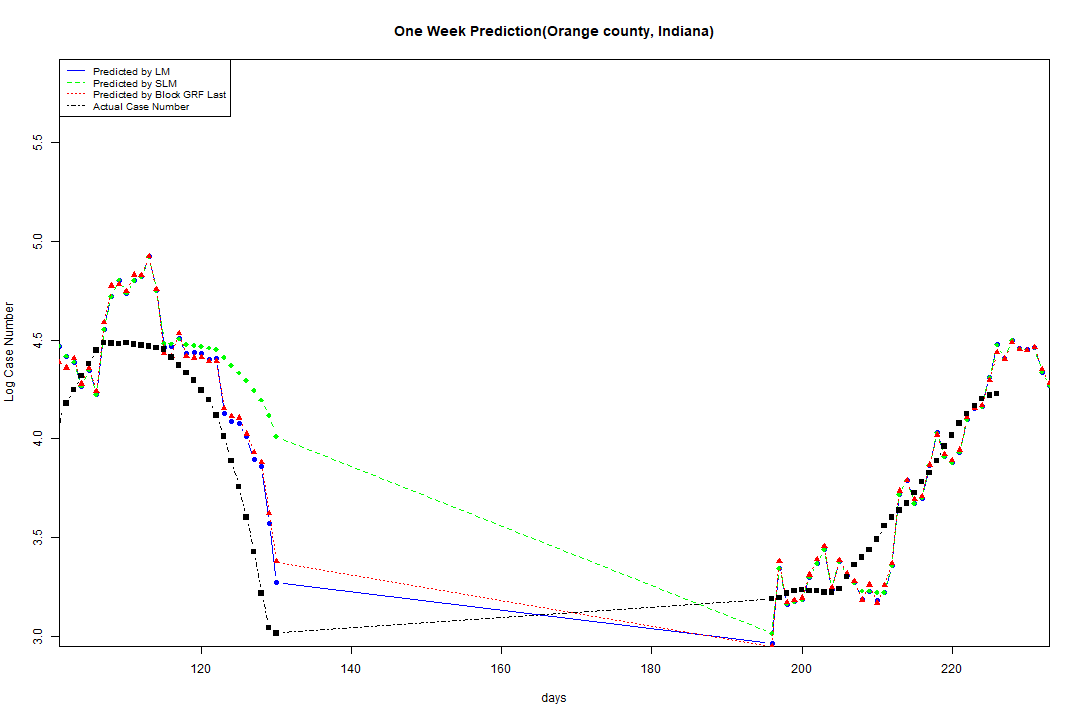 One Week Prediction(Orange county, Indiana)
Predicted by LM
Predicted by SLM
Predicted by Block GRF Last
Actual Case Number
5.5
5.0
4.5
4.0
3.5
3.0
Log Case Number
120 140 160 180 200 220
days